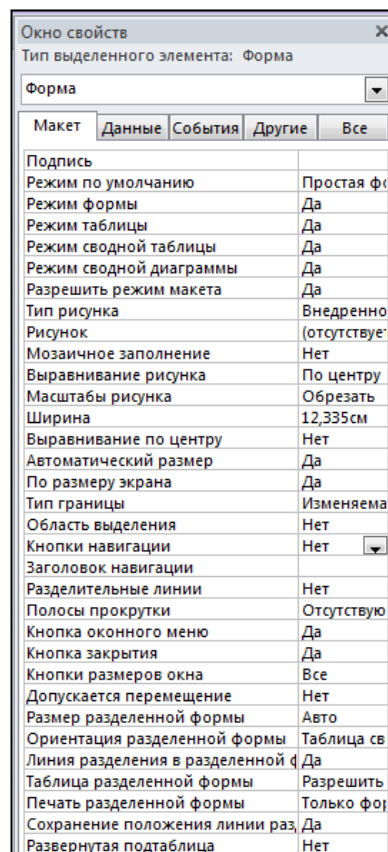 Окно свойств
Тип выделенного элемента: Форма
Форма
Макет Данные События Другие Все
Подпись
Режим по умолчанию Простая фо
Режим формы Да
Режим таблицы Да
Режим сводной таблицы Да
Режим сводной диаграммы Да
Разрешить режим макета Да
Тип рисунка Внедренно
Рисунок (отсутствует
Мозаичное заполнение Нет
Выравнивание рисунка По центру
Масштабы рисунка Обрезать
Ширина 12,335см
Выравнивание по центру Нет
Автоматический размер Да
По размеру экрана Да
Тип границы Изменяема
Область выделения Нет
Кнопки навигации Нет
Заголовок навигации
Разделительные линии Нет
Полосы прокрутки Отсутствую
Кнопка оконного меню Да
Кнопка закрытия Да
Кнопки размеров окна Все
Допускается перемещение Нет
Размер разделенной формы Авто
Ориентация разделенной формы Таблица св
Линия разделения в разделенной ф Да
Таблица разделенной формы Разрешить
Печать разделенной формы Только фор
Сохранение положения линии раз Да
Развернутая подтаблица Нет